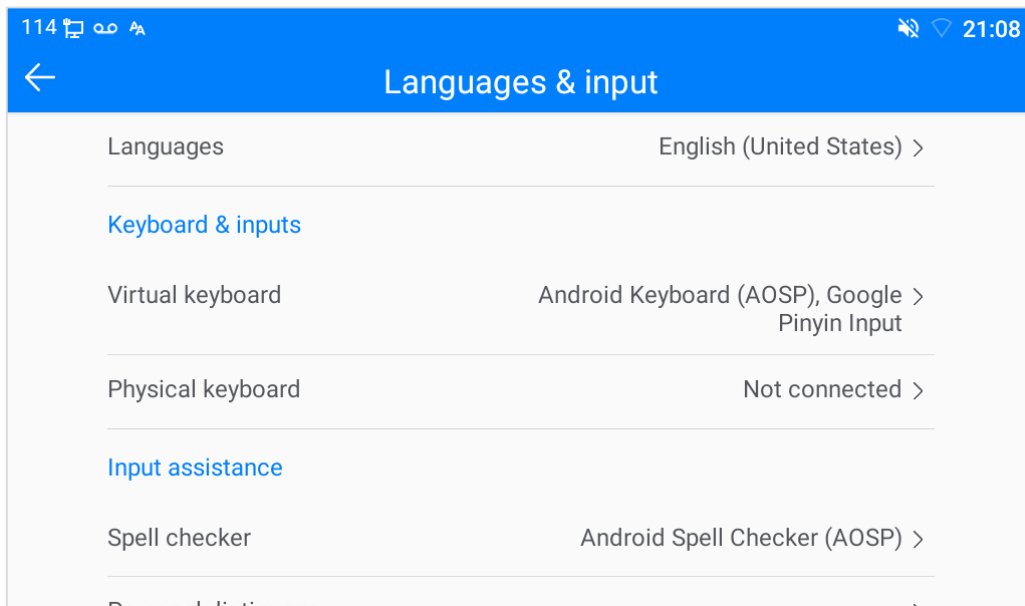 114 21:08
Languages & input
Languages English (United States)
Keyboard & inputs
Virtual keyboard Android Keyboard (AOSP), Google
Pinyin Input
Physical keyboard Not connected
Input assistance
Spell checker Android Spell Checker (AOSP)